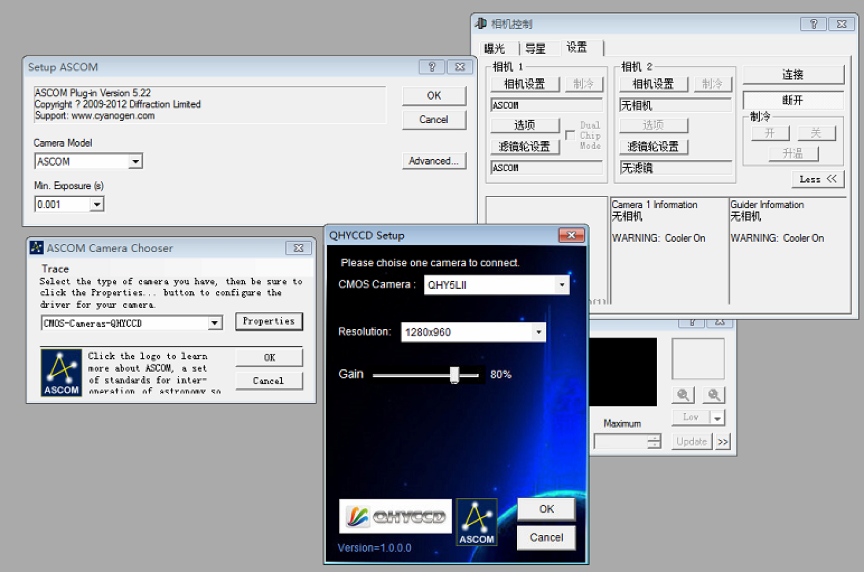 Setup ASCOM
ASCOM Plug-in Version 5.22
Copyright ? 2009-2012 Diffraction Limited
Support: www.cyanogen.com
OK
Cancel
Camera Model
ASCOM
Advanced...
Min. Exposure (s)
0.001
相机控制
曝光 导星 设置
相机 1
相机设置 制冷
ASCOM
选项
Dual
Chip
Mode
滤镜轮设置
ASCOM
相机 2
相机设置 制冷
无相机
选项
滤镜轮设置
无滤镜
连接
断开
制冷
开 关
升温
Less <<
Camera 1 Information
无相机
WARNING: Cooler On
Guider Information
无相机
WARNING: Cooler On
ASCOM Camera Chooser
Trace
Select the type of camera you have, then be sure to
click the Properties... button to configure the
driver for your camera.
CMOS-Cameras-QHYCCD
Properties
ASCOM
Click the logo to learn
more about ASCOM, a set
of standards for inter-
operation of astronomy so
OK
Cancel
QHYCCD Setup
Please choise one camera to connect.
CMOS Camera : QHY5LII
Resolution: 1280x960
Gain 80%
QHYCCD
ASCOM
OK
Cancel
Version=1.0.0.0
Maximum
Low
Update >>